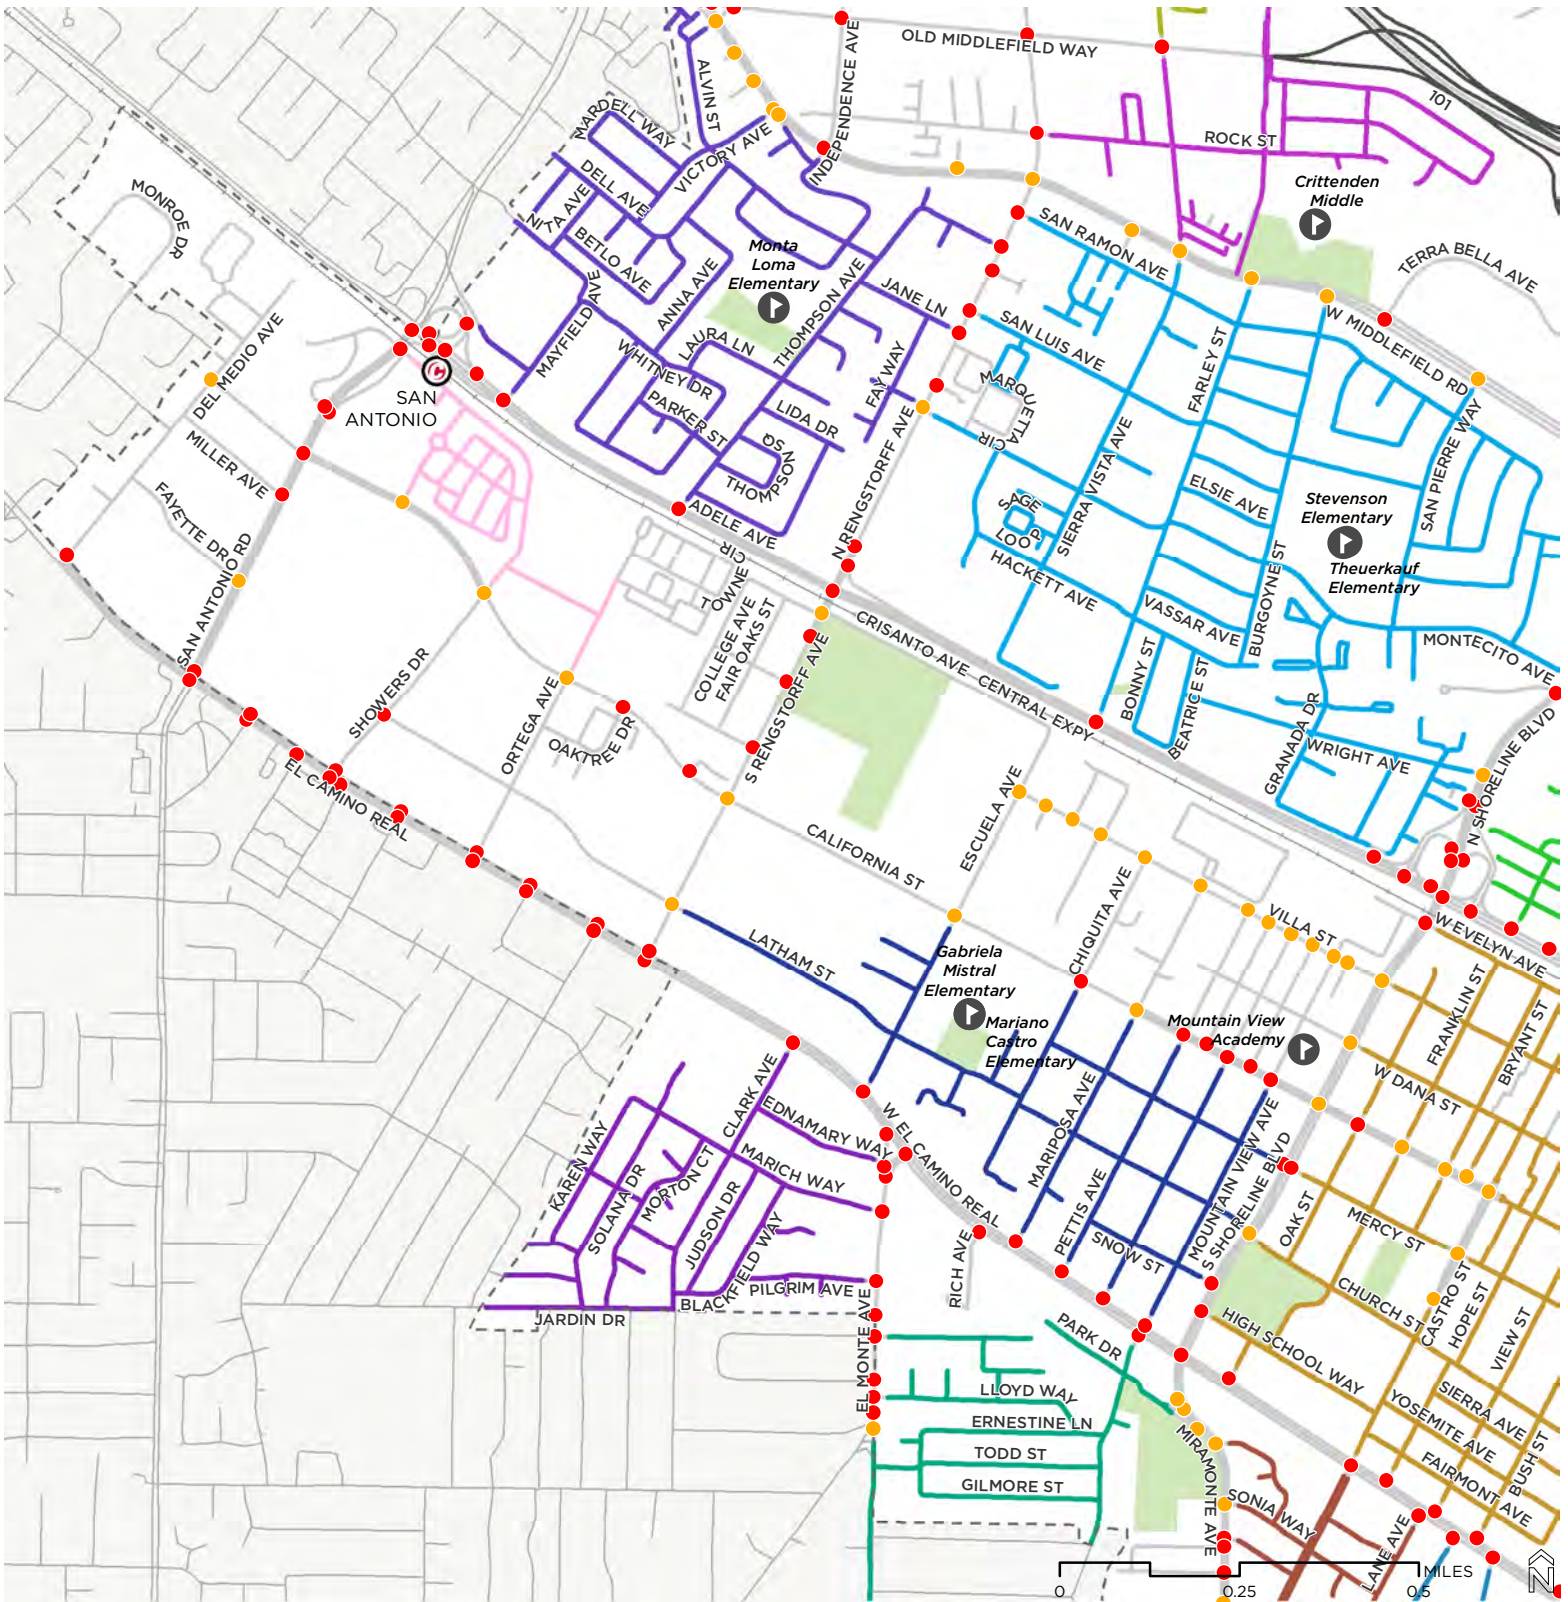 OLD MIDDLEFIELD WAY
INDEPENDENCE AVE
ALVIN ST
101
MARDELL WAY
ROCK ST
VICTORY AVE
Crittenden
Middle
DELL AVE
MONROE DR
NITA AVE
SAN RAMON AVE
BETLO AVE
Monta
Loma
Elementary
TERRA BELLA AVE
ANNA AVE
MAYFIELD AVE
THOMPSON AVE
JANE LN
W MIDDLEFIELD RD
DEL MEDIO AVE
SAN LUIS AVE
LAURA LN
WHITNEY DR
FARLEY ST
FAYWAY
SAN
ANTONIO
MARQUETTA CIR
PARKER ST
LIDA DR
SAN PIERRE WAY
MILLER AVE
THOMPSON SQ
N RENGSTORFF AVE
SIERRA VISTA AVE
ELSIE AVE
Stevenson
Elementary
FAYETTE DR
SAGE
LOOP
ADELE AVE
SAN ANTONIO RD
TOWNE CIR
HACKETT AVE
Theuerkauf
Elementary
BURGOYNE ST
VASSAR AVE
COLLEGE AVE
FAIR OAKS ST
CRISANTO AVE
MONTECITO AVE
CENTRAL EXPY
BONNY ST
BEATRICE ST
SHOWERS DR
ORTEGA AVE
OAKTREE DR
S RENGSTORFF AVE
GRANADA DR
WRIGHT AVE
N SHORELINE BLVD
EL CAMINO REAL
CALIFORNIA ST
ESCUELA AVE
CHIQUITA AVE
VILLA ST
W EVELYN AVE
LATHAM ST
Gabriela
Mistral
Elementary
Mariano
Castro
Elementary
Mountain View
Academy
FRANKLIN ST
BRYANT ST
W DANA ST
CLARK AVE
EDNAMARY WAY
W EL CAMINO REAL
MARIPOSA AVE
KAREN WAY
MARICH WAY
MORTON CT
SOLANA DR
JUDSON DR
BLACKFIELD WAY
PILGRIM AVE
JARDIN DR
RICH AVE
PETTIS AVE
SNOW ST
MOUNTAIN VIEW AVE
S SHORELINE BLVD
OAK ST
MERCY ST
CHURCH ST
CASTRO ST
HOPE ST
VIEW ST
EL MONTE AVE
PARK DR
HIGH SCHOOL WAY
LLOYD WAY
ERNESTINE LN
TODD ST
GILMORE ST
MIRAMONTE AVE
YOSEMITE AVE
SIERRA AVE
FAIRMONT AVE
BUSH ST
SONIA WAY
LANE AVE
0
0.25
0.5
MILES
N